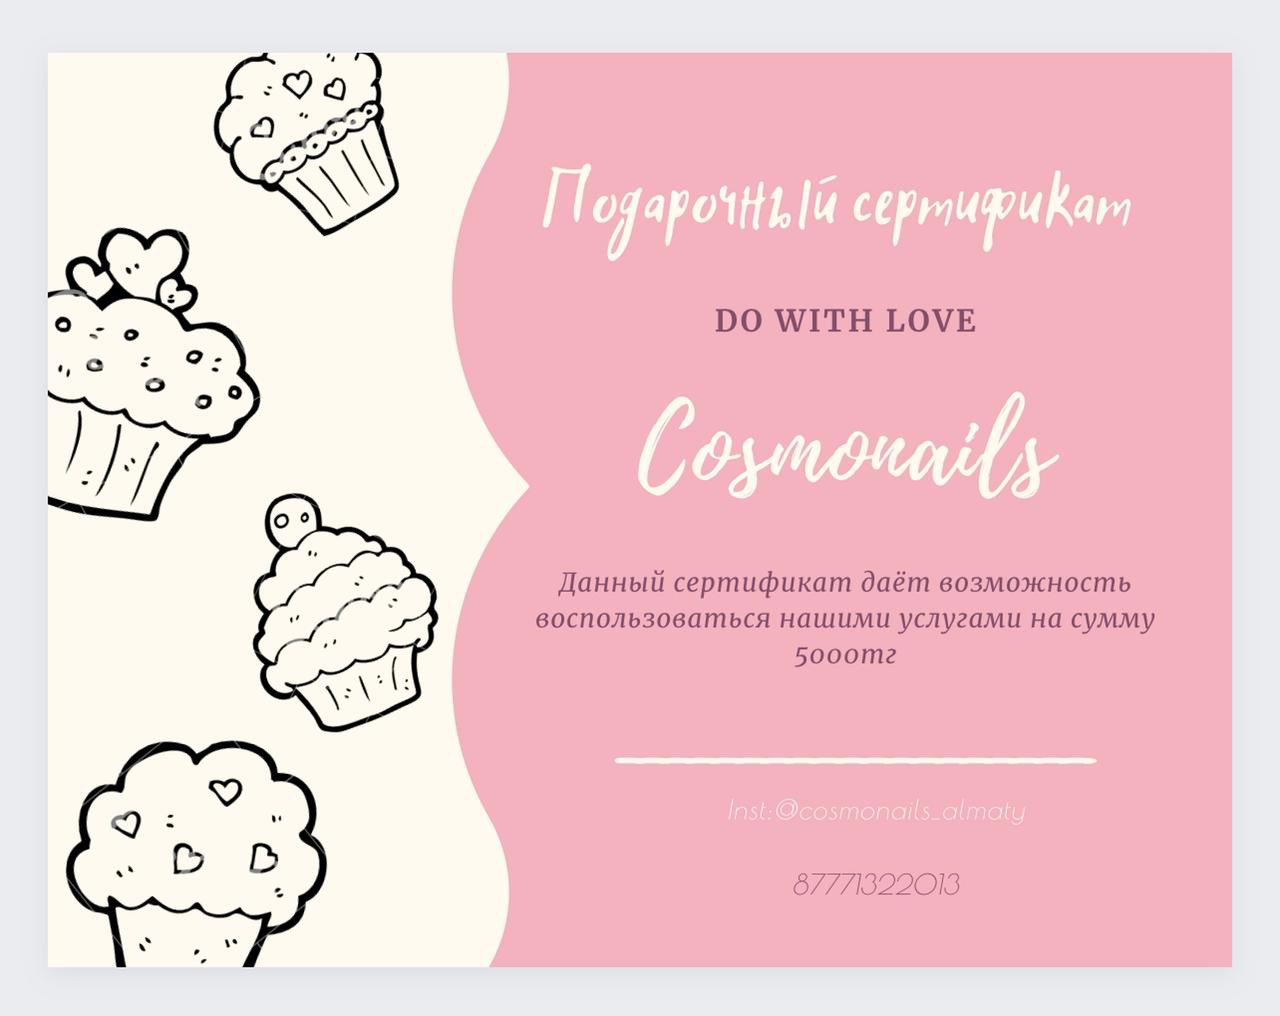 Подарочный сертификат
DO WITH LOVE
Cosmonails
Данный сертификат даёт возможность
воспользоваться нашими услугами на сумму
5000тг
Inst:@cosmonails_almaty
87771322013